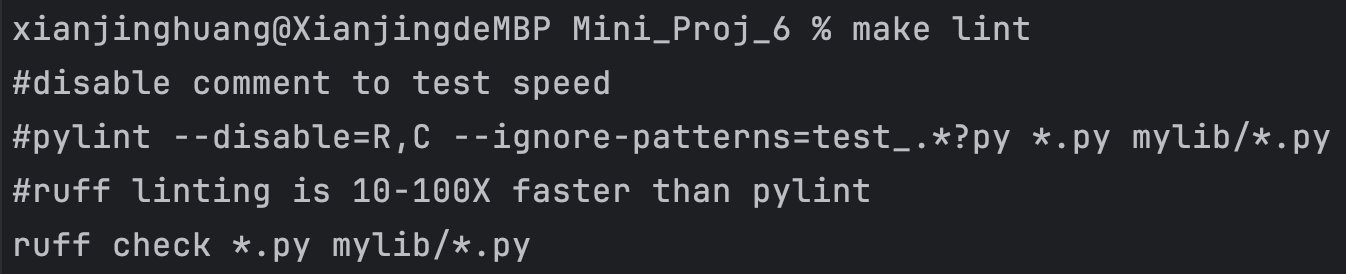 xianjinghuang@XianjingdeMBP Mini_Proj_6 % make lint
#disable comment to test speed
#pylint --disable=R,C --ignore-patterns=test_.*?py *.py mylib/*.py
#ruff linting is 10-100X faster than pylint
ruff check *.py mylib/*.py